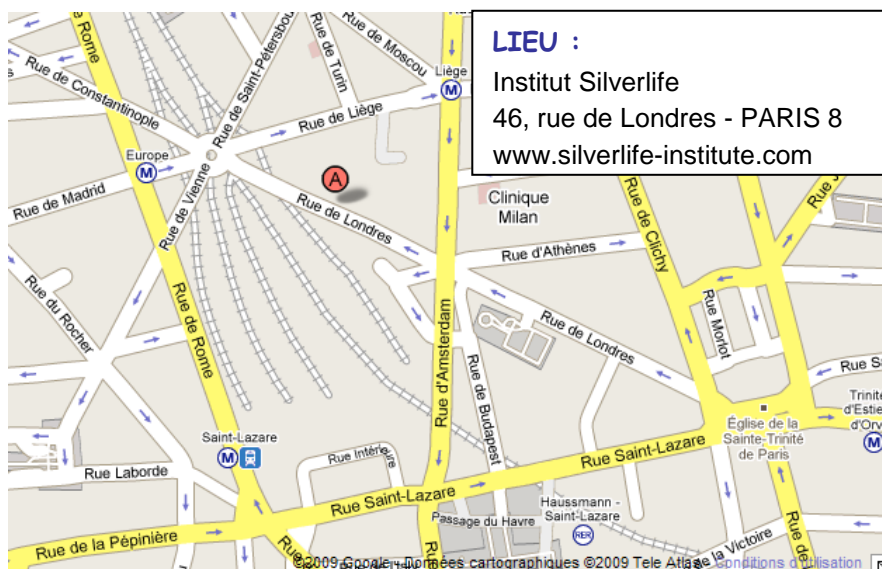 LIEU :
Institut Silverlife
46, rue de Londres - PARIS 8
www.silverlife-institute.com
Rue de Rome
Rue de Saint-Pétersbou
Rue de Turin
Rue de Moscou
Liège
M
Rue de Constantinople
Rue de Liège
Europe
M
A
Rue de Madrid
Rue de Vienne
Rue de Londres
Clinique
Milan
Rue de Clichy
Rue d'Athènes
Rue du Rocher
Rue de Rome
Rue d'Amsterdam
Rue de Londres
Rue Morlot
Rue de Budapest
Rue S
Trinité
d'Estie
d'Orv
M
Église de la
Sainte-Trinité
de Paris
Saint-Lazare
M
Rue Laborde
Rue Intérieure
Rue Saint-Lazare
Rue Saint-Lazare
Haussmann -
Saint-Lazare
RER
Passage du Havre
Rue de la Pépinière
de la Victoire
Rue de
©2009 Google - Données cartographiques ©2009 Tele Atlas - Conditions d'utilisation